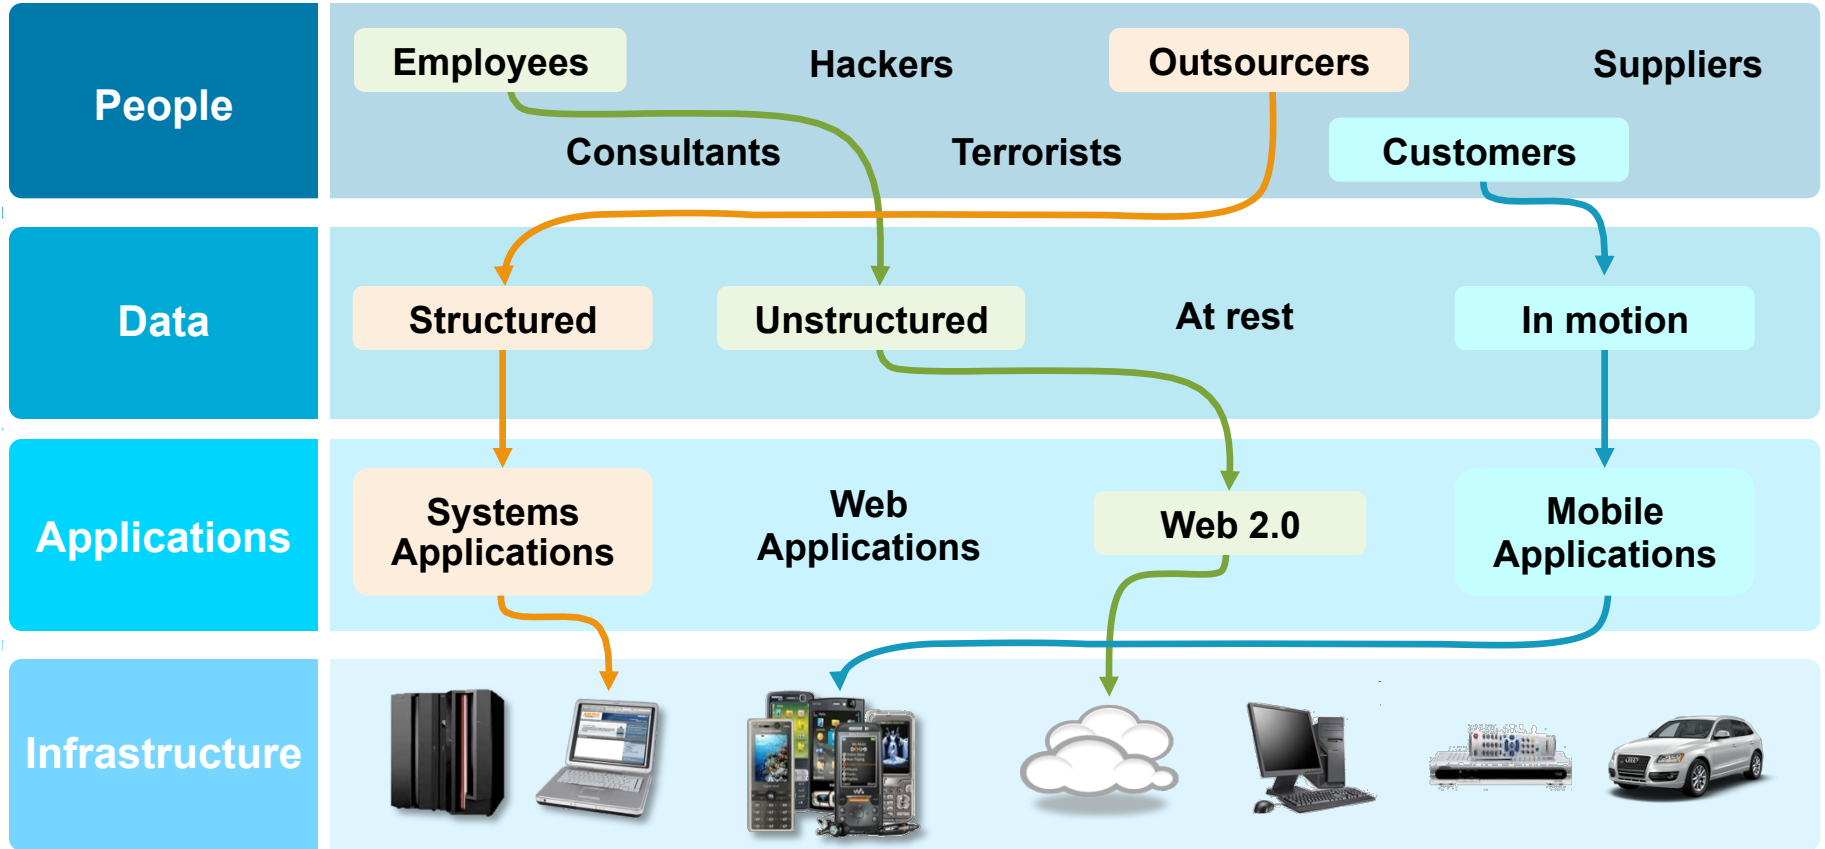 People
Employees
Hackers
Outsourcers
Suppliers
Consultants
Terrorists
Customers
Data
Structured
Unstructured
At rest
In motion
Applications
Systems
Applications
Web
Applications
Web 2.0
Mobile
Applications
Infrastructure